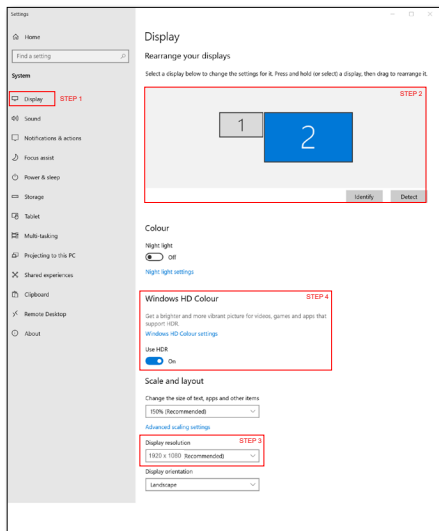 Settings
Home
Find a setting
System
Display
STEP 1
Sound
Notifications & actions
Focus assist
Power & sleep
Storage
Tablet
Multi-tasking
Projecting to this PC
Shared experiences
Clipboard
Remote Desktop
About
Display
Rearrange your displays
Select a display below to change the settings for it. Press and hold (or select) a display, then drag to rearrange it.
STEP 2
1
2
Identify
Detect
Colour
Night light
Off
Night light settings
Windows HD Colour
STEP 4
Get a brighter and more vibrant picture for videos, games and apps that
support HDR.
Windows HD Colour settings
Use HDR
On
Scale and layout
Change the size of text, apps and other items
150% (Recommended)
Advanced scaling settings
Display resolution
STEP 3
1920 x 1080 (Recommended)
Display orientation
Landscape